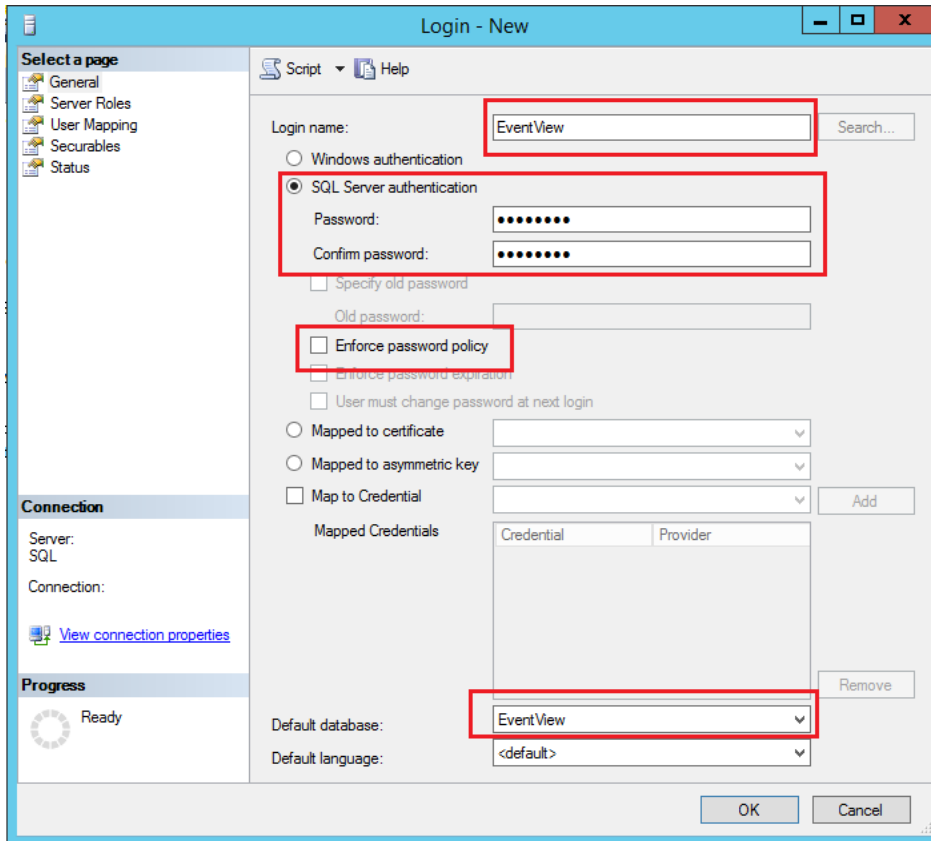 Login - New
x
Select a page
General
Server Roles
User Mapping
Securables
Status
Script Help
Login name: EventView Search...
Windows authentication
SQL Server authentication
Password: ●●●●●●●●
Confirm password: ●●●●●●●●
Specify old password
Old password:
Enforce password policy
Enforce password expiration
User must change password at next login
Mapped to certificate
Mapped to asymmetric key
Map to Credential Add
Mapped Credentials Credential Provider
Remove
Default database: EventView
Default language: <default>
Connection
Server:
SQL
Connection:
View connection properties
Progress
Ready
OK Cancel